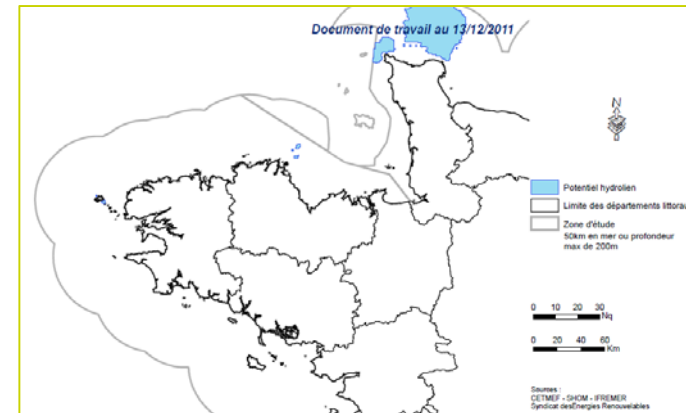 Document de travail au 13/12/2011
N
Potentiel hydrolien
Limite des départements littorau
Zone d'étude
50km en mer ou profondeur
max de 200m
0 10 20 30
Nq
0 20 40 60
Km
Sources :
CETMEF - SHOM - IFREMER
Syndicat des Energies Renouvelables